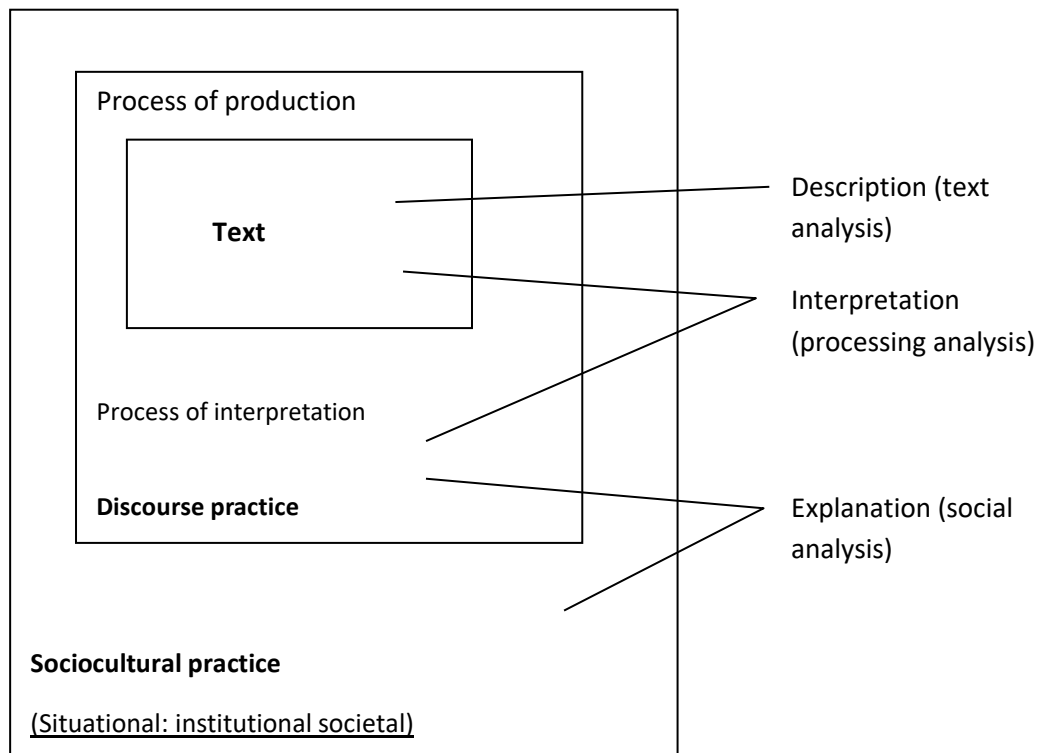 Process of production
Text
Description (text
analysis)
Interpretation
(processing analysis)
Process of interpretation
Discourse practice
Explanation (social
analysis)
Sociocultural practice
(Situational: institutional societal)